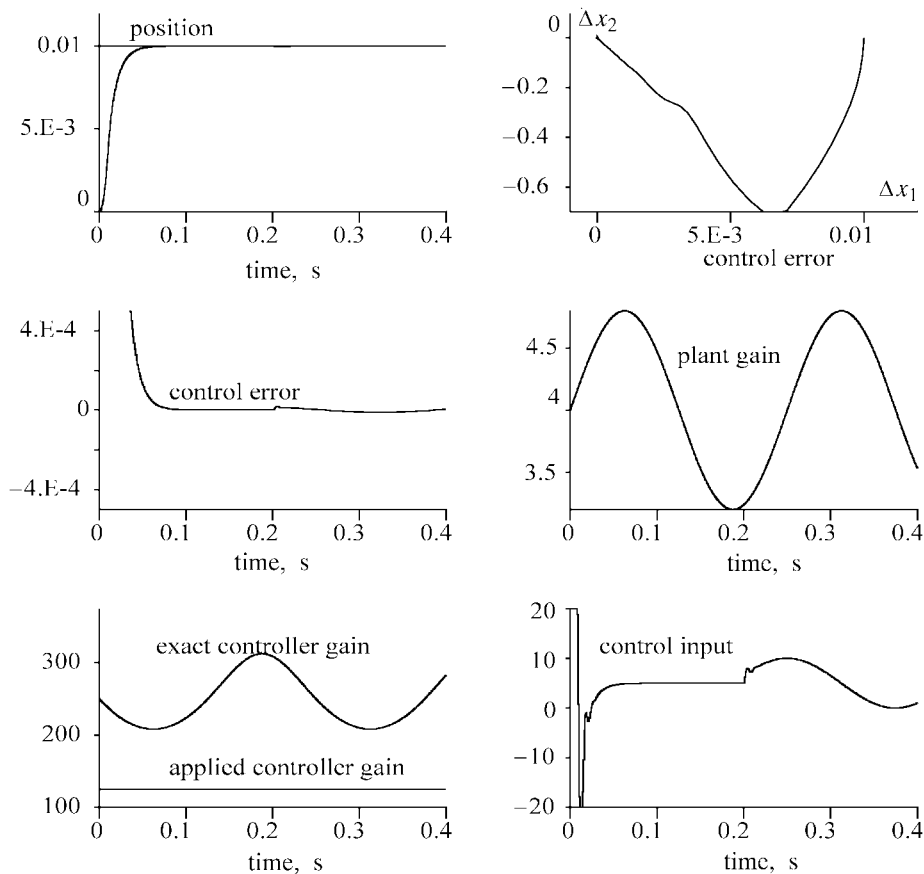 position
0.01
5.E-3
0
0 0.1 0.2 0.3 0.4
time, s
0 Δx2
−0.2
−0.4
−0.6
Δx1
0 5.E-3 0.01
control error
4.E-4
control error
0
−4.E-4
0 0.1 0.2 0.3 0.4
time, s
4.5
plant gain
4
3.5
0 0.1 0.2 0.3 0.4
time, s
exact controller gain
300
200
applied controller gain
100
0 0.1 0.2 0.3 0.4
time, s
20
control input
10
0
−10
−20
0 0.1 0.2 0.3 0.4
time, s